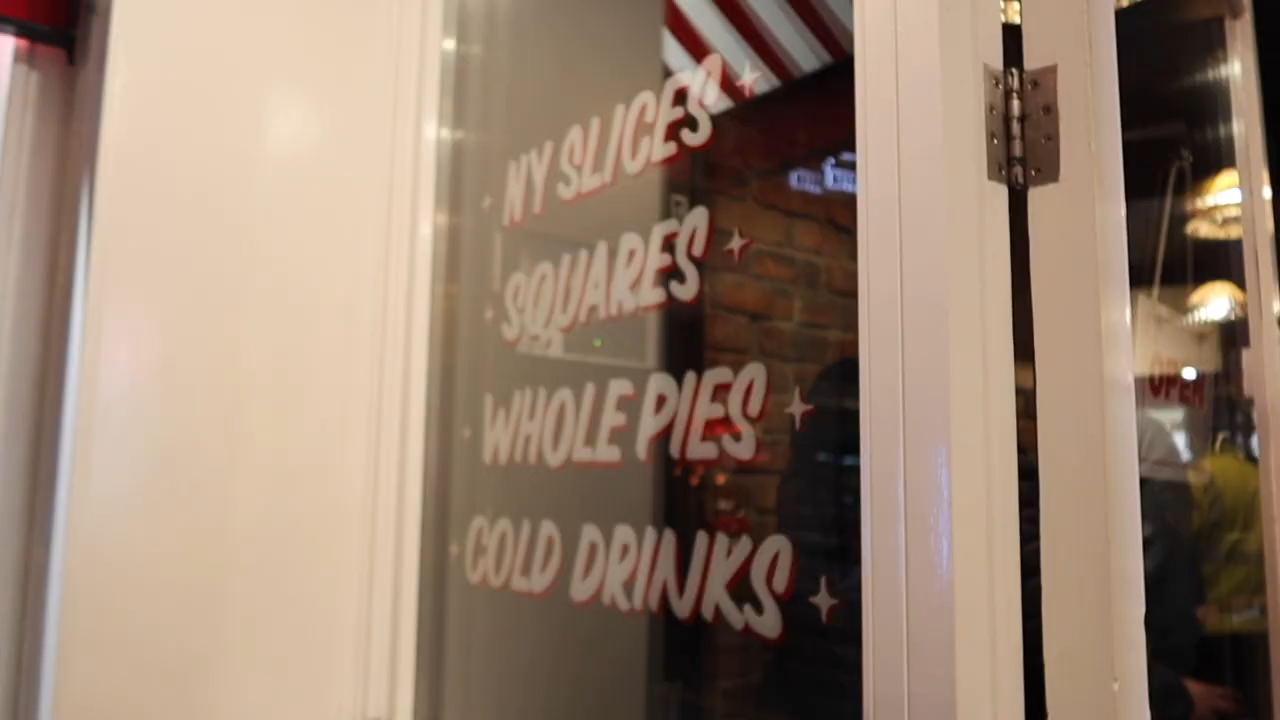 NY SLICES
SQUARES
WHOLE PIES
COLD DRINKS
OPEN